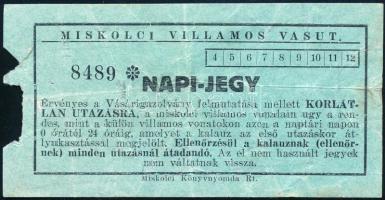 MISKOLCI VILLAMOS VASUT.
4 5 6 7 8 9 10 11 12
8489 * NAPI-JEGY
Érvényes a Vásárigazolvány felmutatása mellett KORLÁT-
LAN UTAZÁSRA, a miskolci villamos vonalain ugy a ren-
des, mint a külön villamos vonatokon azon a naptári napon
0 órától 24 óráig, amelyet a kalauz az első utazáskor át-
lyukasztással megjelölt. Ellenőrzésül a kalauznak (ellenőr-
nek) minden utazásnál átadandó. Az el nem használt jegyek
nem váltatnak vissza.
Miskolci Könyvnyomda Rt.